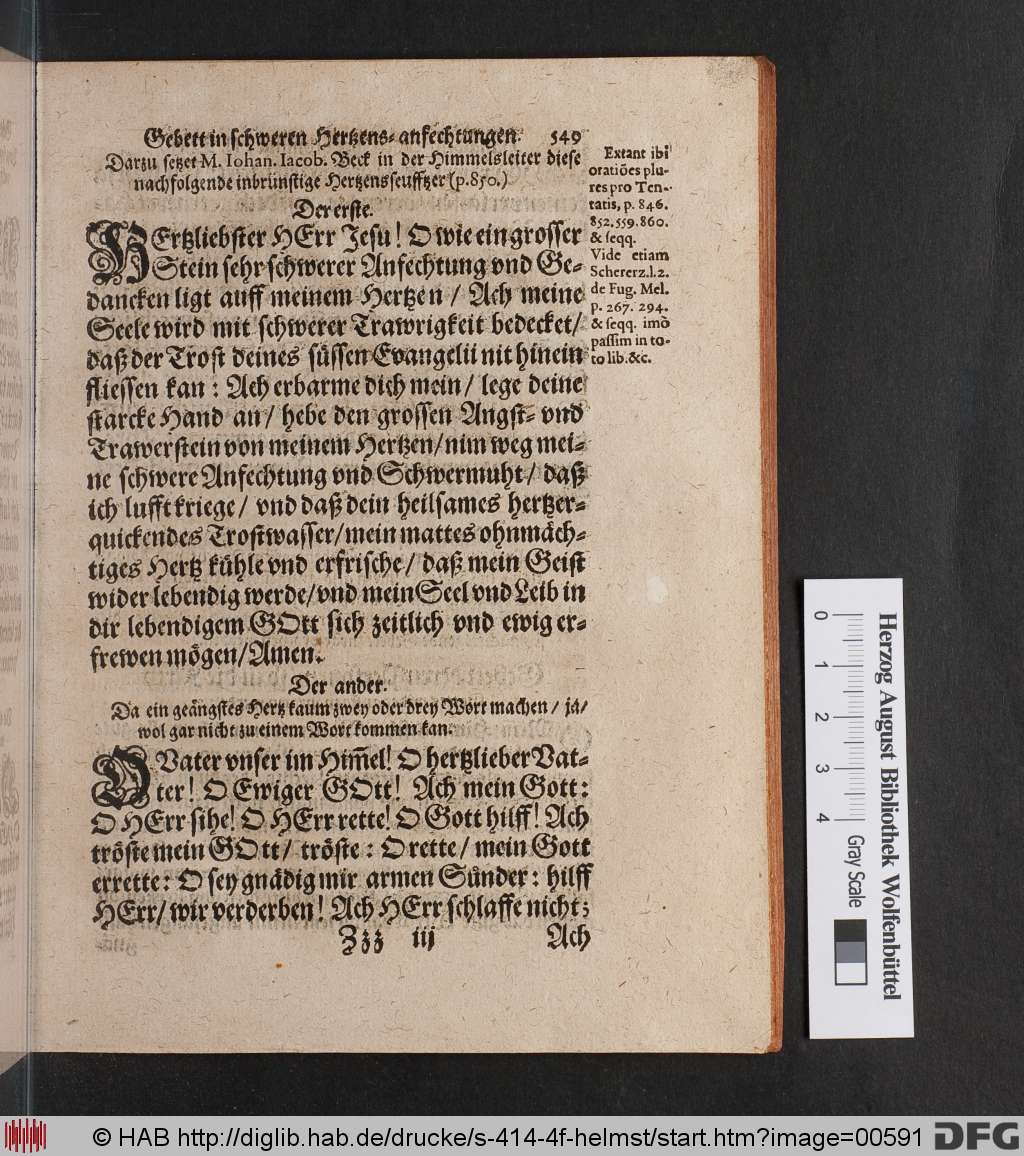 Gebett in schweren Hertzens-anfechtungen. 549
Darzu setzet M. Iohan. Iacob. Beck in der Himmelsleiter diese
nachfolgende inbrünstige Hertzensseufftzer (p.850.)
Der erste.
HErtzliebster HErr Jesu! O wie ein grosser
Stein sehr schwerer Anfechtung vnd Ge-
dancken ligt auff meinem Hertzen / Ach meine
Seele wird mit schwerer Trawrigkeit bedecket/
daß der Trost deines süssen Evangelii nit hinein
fliessen kan: Ach erbarme dich mein / lege deine
starcke Hand an/ hebe den grossen Angst- vnd
Trawerstein von meinem Hertzen/nim weg mei-
ne schwere Anfechtung vnd Schwermuht/ daß
ich lufft kriege/ vnd daß dein heilsames hertzer-
quickendes Trostwasser/mein mattes ohnmäch-
tiges Hertz kühle vnd erfrische/ daß mein Geist
wider lebendig werde/vnd mein Seel vnd Leib in
dir lebendigem GOtt sich zeitlich vnd ewig er-
frewen mögen/Amen.
Der ander.
Da ein geängstes Hertz kaum zwey oder drey Wort machen / ja/
wol gar nicht zu einem Wort kommen kan.
O Vater vnser im Him̃el! O hertzlieber Vat-
ter! O Ewiger GOtt! Ach mein Gott:
O HErr sihe! O HErr rette! O Gott hilff! Ach
tröste mein GOtt/ tröste: O rette/ mein Gott
errette: O sey gnädig mir armen Sünder: hilff
HErr/ wir verderben! Ach HErr schlaffe nicht;
Zzz iij Ach
Extant ibi
oratiões plu-
res pro Ten-
tatis, p. 846.
852. 559. 860.
& seqq.
Vide etiam
Schererz. l. 2.
de Fug. Mel.
p. 267. 294.
& seqq. imò
passim in to-
to lib. &c.
0 1 2 3 4
Gray Scale
Herzog August Bibliothek Wolfenbüttel
© HAB http://diglib.hab.de/drucke/s-414-4f-helmst/start.htm?image=00591
DFG